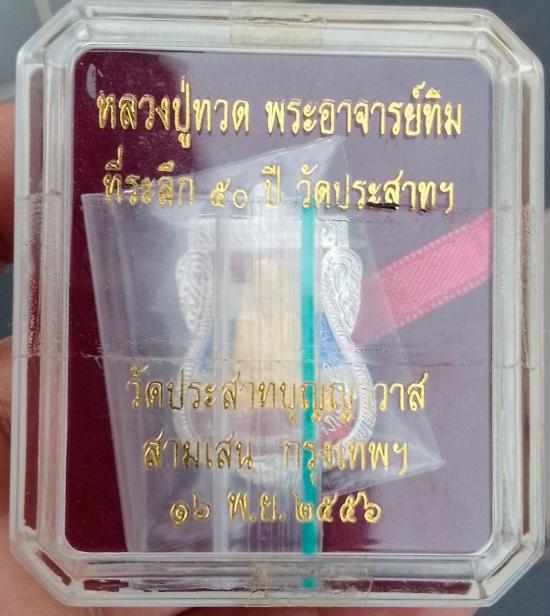 หลวงปู่ทวด พระอาจารย์ทิม
ที่ระลึก ๕๐ ปี วัดประสาทฯ
วัดประสาทบุญญาวาส
สามเสน กรุงเทพฯ
๑๖ พ.ย. ๒๕๕๖